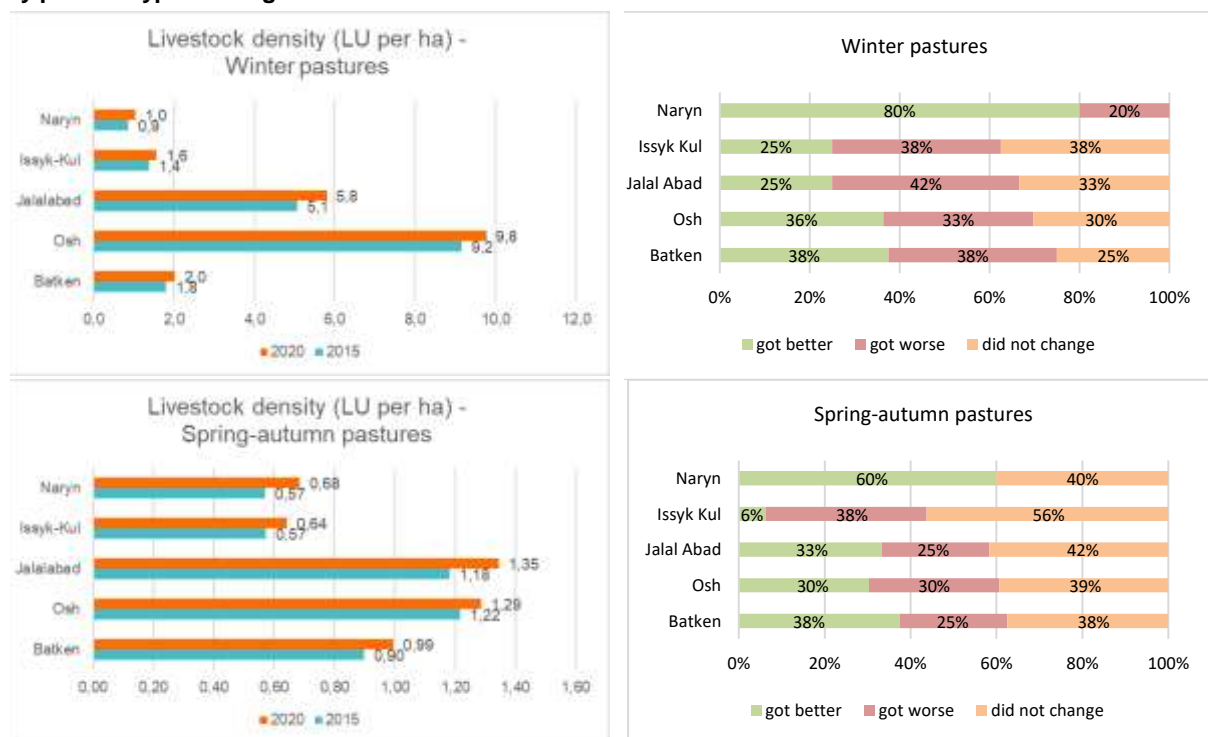 Livestock density (LU per ha) -
Winter pastures
Naryn
1,0
0,9
Issyk-Kul
1,6
1,4
Jalalabad
5,8
5,1
Osh
9,8
9,2
Batken
2,0
1,8
0,0 2,0 4,0 6,0 8,0 10,0 12,0
2020 2015
Winter pastures
Naryn 80% 20%
Issyk Kul 25% 38% 38%
Jalal Abad 25% 42% 33%
Osh 36% 33% 30%
Batken 38% 38% 25%
0% 20% 40% 60% 80% 100%
got better got worse did not change
Livestock density (LU per ha) -
Spring-autumn pastures
Naryn
0,68
0,57
Issyk-Kul
0,64
0,57
Jalalabad
1,35
1,18
Osh
1,29
1,22
Batken
0,99
0,90
0,00 0,20 0,40 0,60 0,80 1,00 1,20 1,40 1,60
2020 2015
Spring-autumn pastures
Naryn 60% 40%
Issyk Kul 6% 38% 56%
Jalal Abad 33% 25% 42%
Osh 30% 30% 39%
Batken 38% 25% 38%
0% 20% 40% 60% 80% 100%
got better got worse did not change